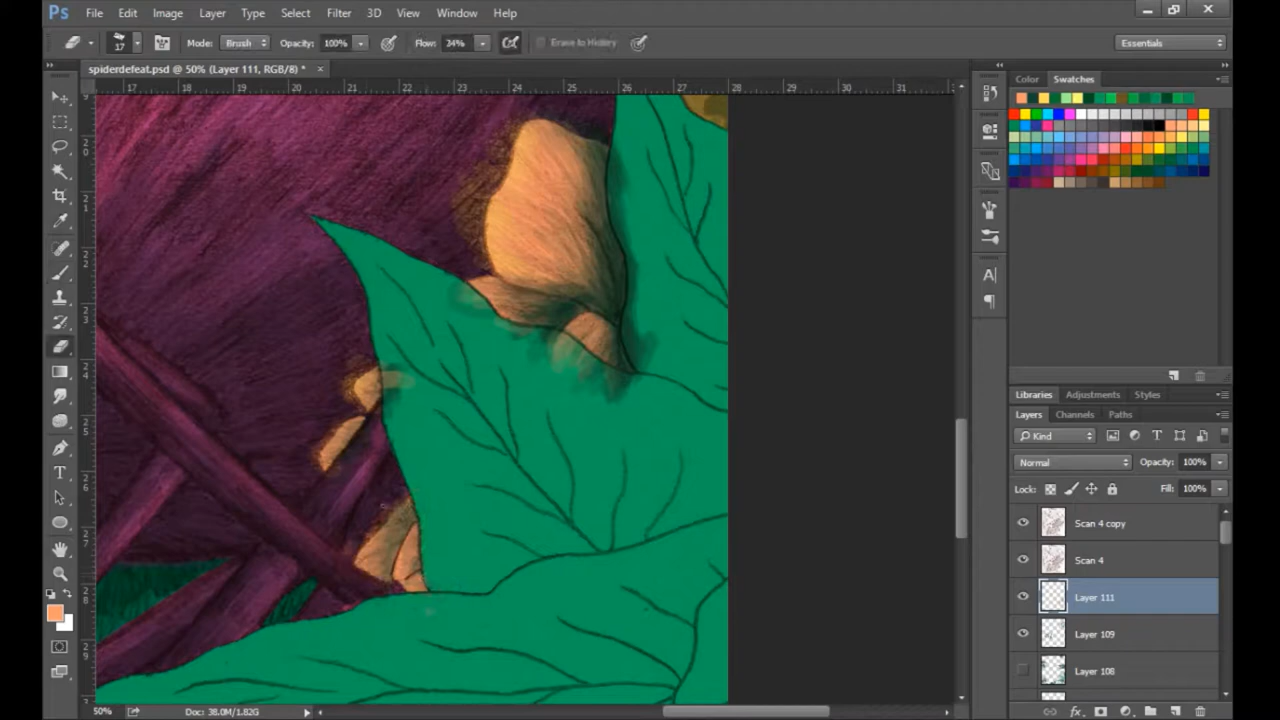 Ps File Edit Image Layer Type Select Filter 3D View Window Help
17 Mode: Brush Opacity: 100% Flow: 24% Erase to History Essentials
spiderdefeat.psd @ 50% (Layer 111, RGB/8) * ×
Color Swatches
17 18 19 20 21 22 23 24 25 26 27 28 29 30 31
Libraries Adjustments Styles
Layers Channels Paths
Kind
Normal Opacity: 100%
Lock: Fill: 100%
Scan 4 copy
Scan 4
Layer 111
Layer 109
Layer 108
50% Doc: 38.0M/1.82G